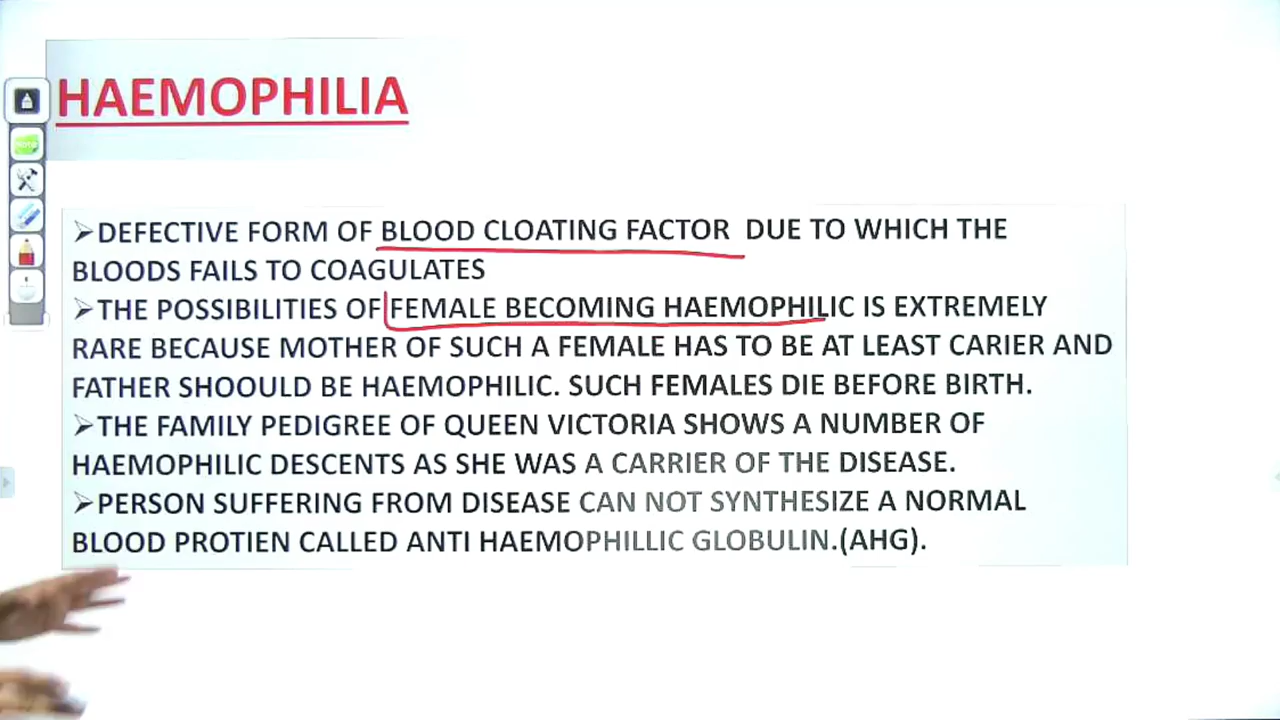 HAEMOPHILIA
➢DEFECTIVE FORM OF BLOOD CLOATING FACTOR DUE TO WHICH THE
BLOODS FAILS TO COAGULATES
➢THE POSSIBILITIES OF FEMALE BECOMING HAEMOPHILIC IS EXTREMELY
RARE BECAUSE MOTHER OF SUCH A FEMALE HAS TO BE AT LEAST CARIER AND
FATHER SHOOULD BE HAEMOPHILIC. SUCH FEMALES DIE BEFORE BIRTH.
➢THE FAMILY PEDIGREE OF QUEEN VICTORIA SHOWS A NUMBER OF
HAEMOPHILIC DESCENTS AS SHE WAS A CARRIER OF THE DISEASE.
➢PERSON SUFFERING FROM DISEASE CAN NOT SYNTHESIZE A NORMAL
BLOOD PROTIEN CALLED ANTI HAEMOPHILLIC GLOBULIN.(AHG).